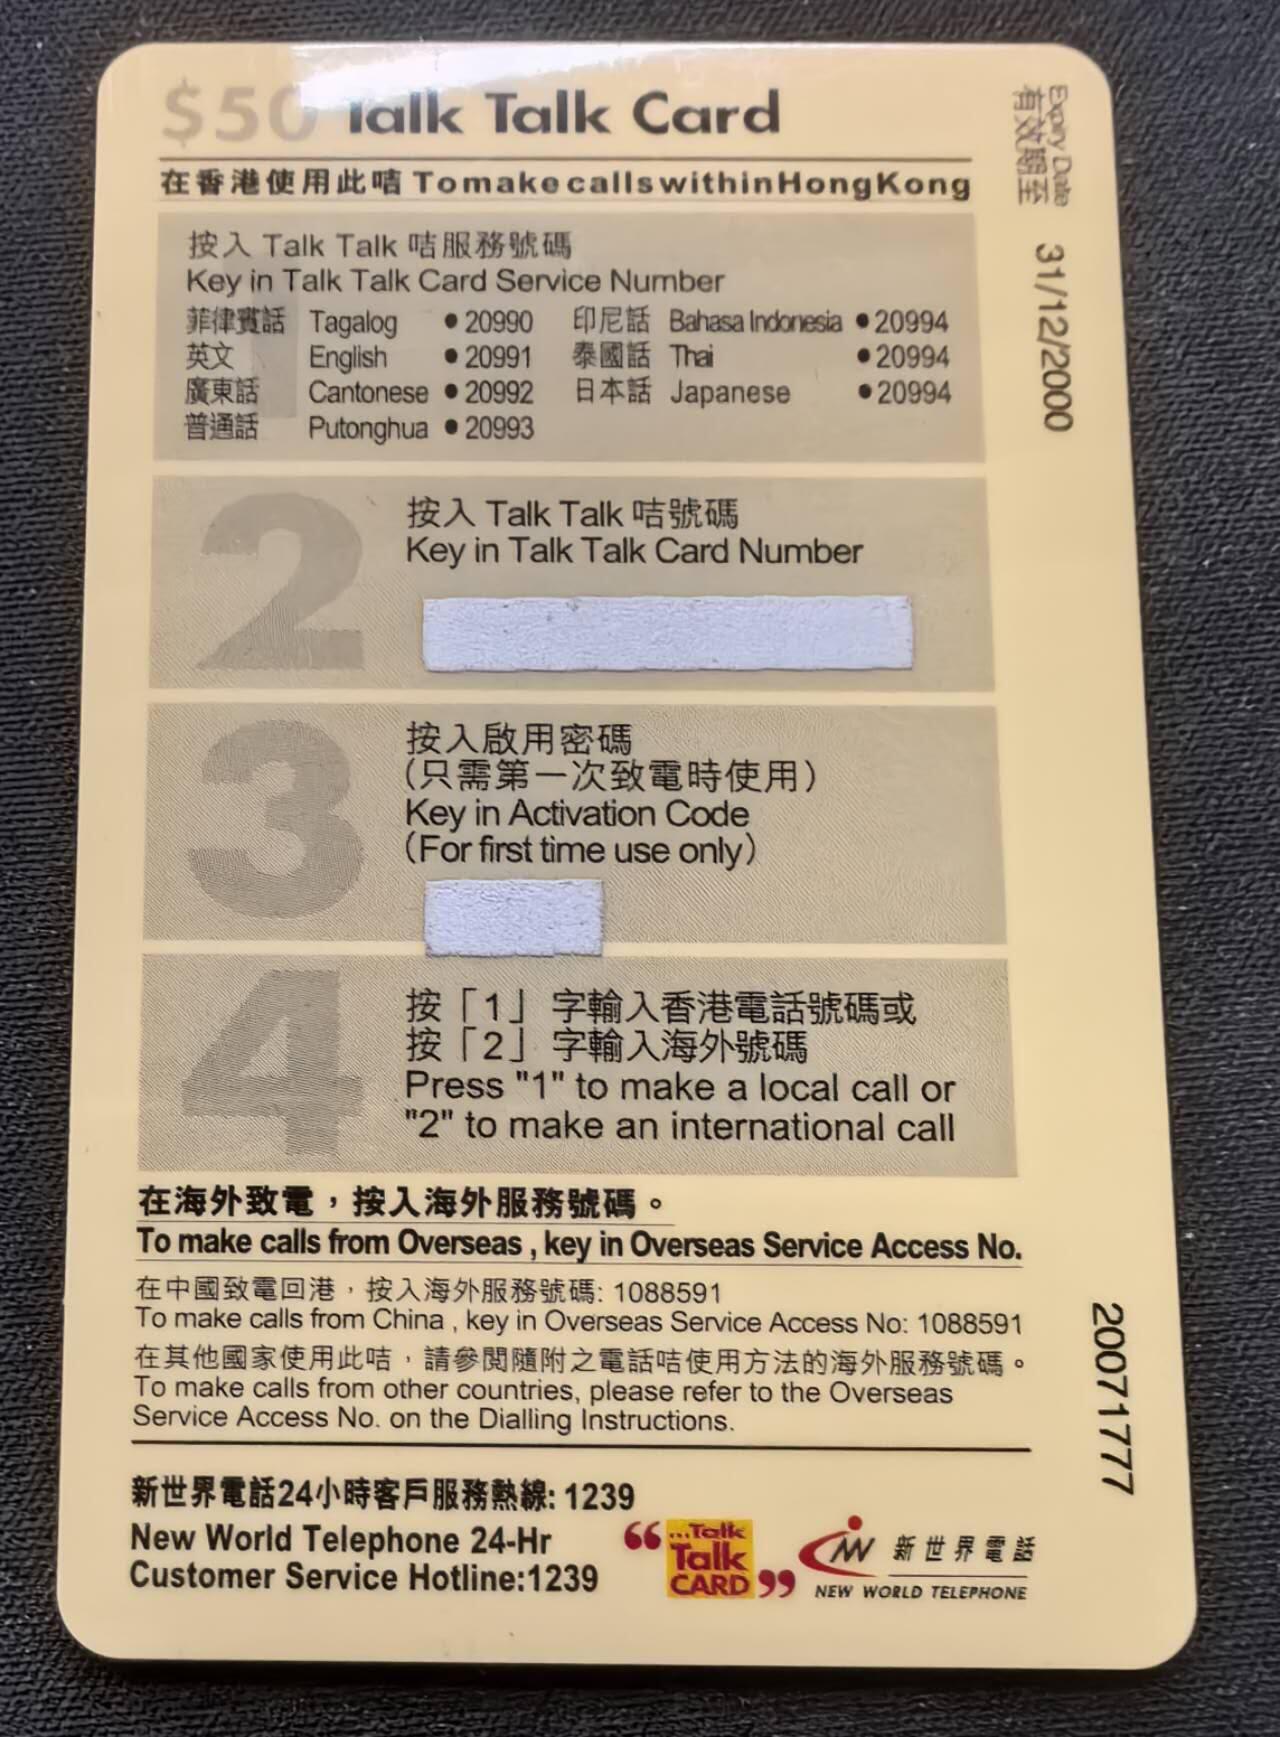 $50 Talk Talk Card
在香港使用此咭 To make calls within Hong Kong
1
按入 Talk Talk 咭服務號碼
Key in Talk Talk Card Service Number
菲律賓話 Tagalog ● 20990 印尼話 Bahasa Indonesia ● 20994
英文 English ● 20991 泰國話 Thai ● 20994
廣東話 Cantonese ● 20992 日本話 Japanese ● 20994
普通話 Putonghua ● 20993
2
按入 Talk Talk 咭號碼
Key in Talk Talk Card Number
3
按入啟用密碼
(只需第一次致電時使用)
Key in Activation Code
(For first time use only)
4
按「1」字輸入香港電話號碼或
按「2」字輸入海外號碼
Press "1" to make a local call or
"2" to make an international call
在海外致電，按入海外服務號碼。
To make calls from Overseas , key in Overseas Service Access No.
在中國致電回港，按入海外服務號碼: 1088591
To make calls from China , key in Overseas Service Access No: 1088591
在其他國家使用此咭，請參閱隨附之電話咭使用方法的海外服務號碼。
To make calls from other countries, please refer to the Overseas
Service Access No. on the Dialling Instructions.
新世界電話24小時客戶服務熱線: 1239
New World Telephone 24-Hr
Customer Service Hotline:1239
“...Talk
Talk
CARD”
新世界電話
NEW WORLD TELEPHONE
Expiry Date
有效期至 31/12/2000
20071777